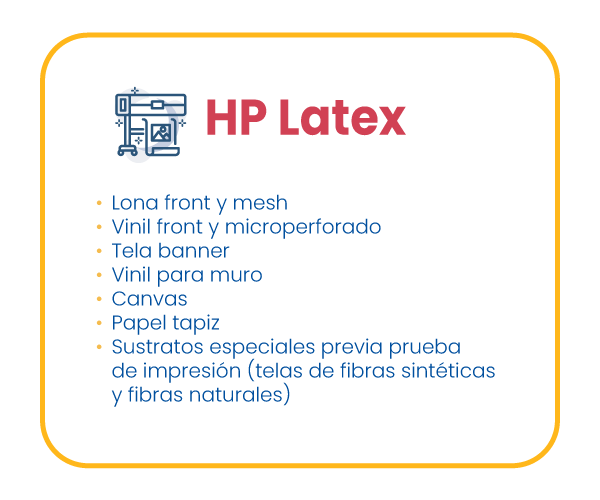 HP Latex
• Lona front y mesh
• Vinil front y microperforado
• Tela banner
• Vinil para muro
• Canvas
• Papel tapiz
• Sustratos especiales previa prueba
de impresión (telas de fibras sintéticas
y fibras naturales)